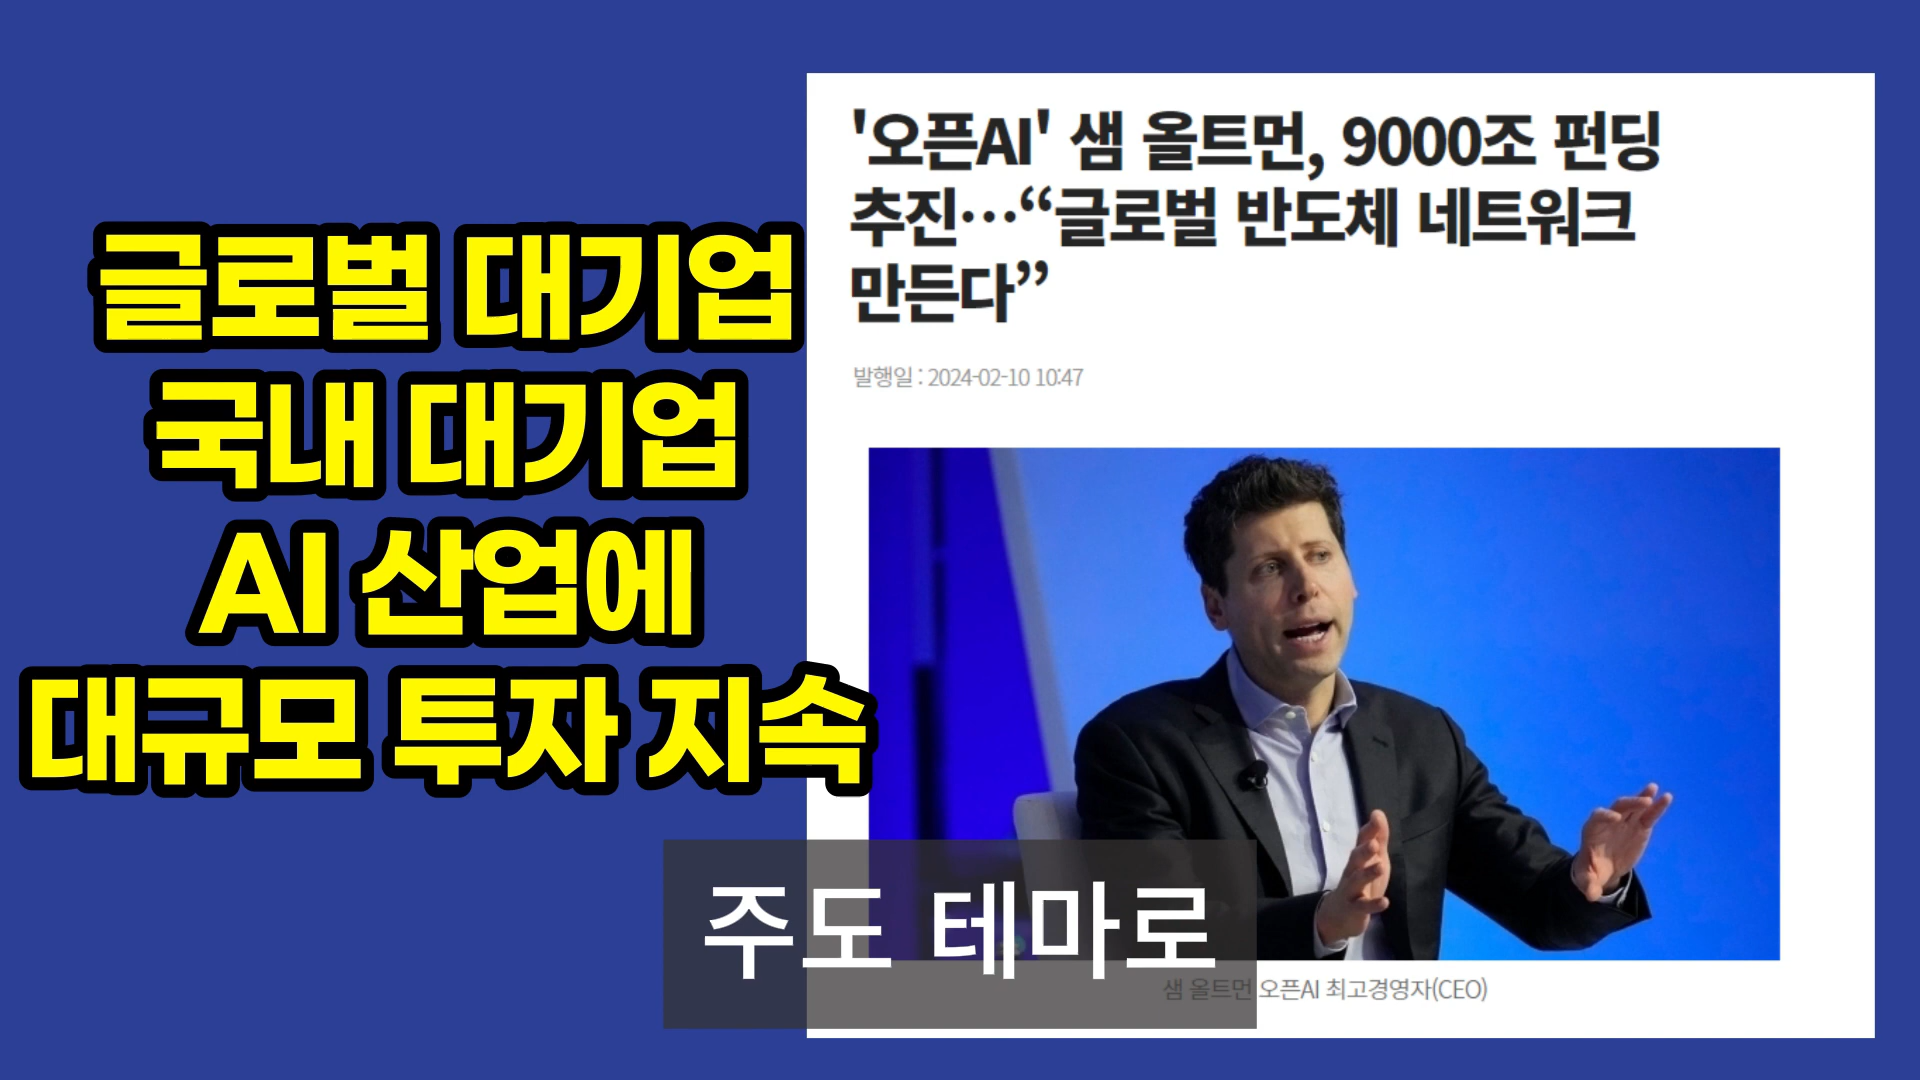 글로벌 대기업
국내 대기업
AI 산업에
대규모 투자 지속
'오픈AI' 샘 올트먼, 9000조 펀딩
추진…“글로벌 반도체 네트워크
만든다”
발행일 : 2024-02-10 10:47
샘 올트먼 오픈AI 최고경영자(CEO)
주도 테마로